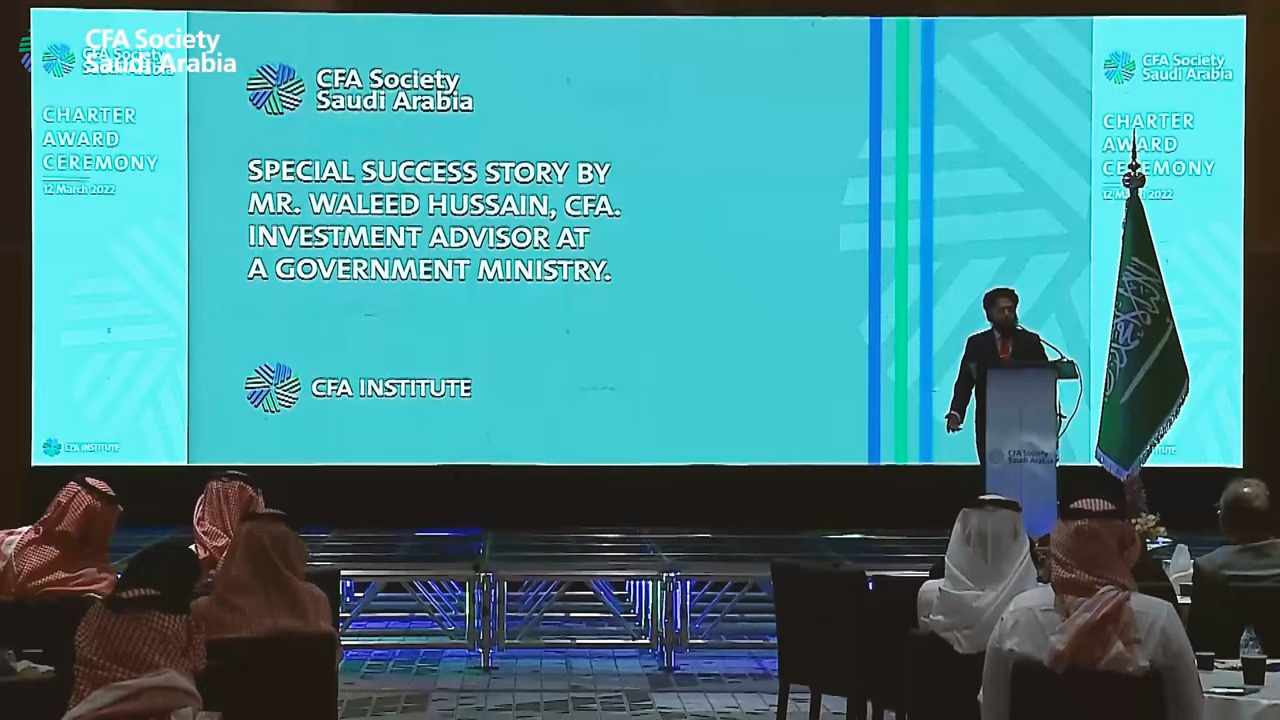 CFA Society
Saudi Arabia
CFA Society
Saudi Arabia
CHARTER
AWARD
CEREMONY
12 March 2022
CFA INSTITUTE
CFA Society
Saudi Arabia
SPECIAL SUCCESS STORY BY
MR. WALEED HUSSAIN, CFA.
INVESTMENT ADVISOR AT
A GOVERNMENT MINISTRY.
CFA INSTITUTE
CFA Society
Saudi Arabia
CHARTER
AWARD
CEREMONY
12 March 2022
CFA Society
Saudi Arabia